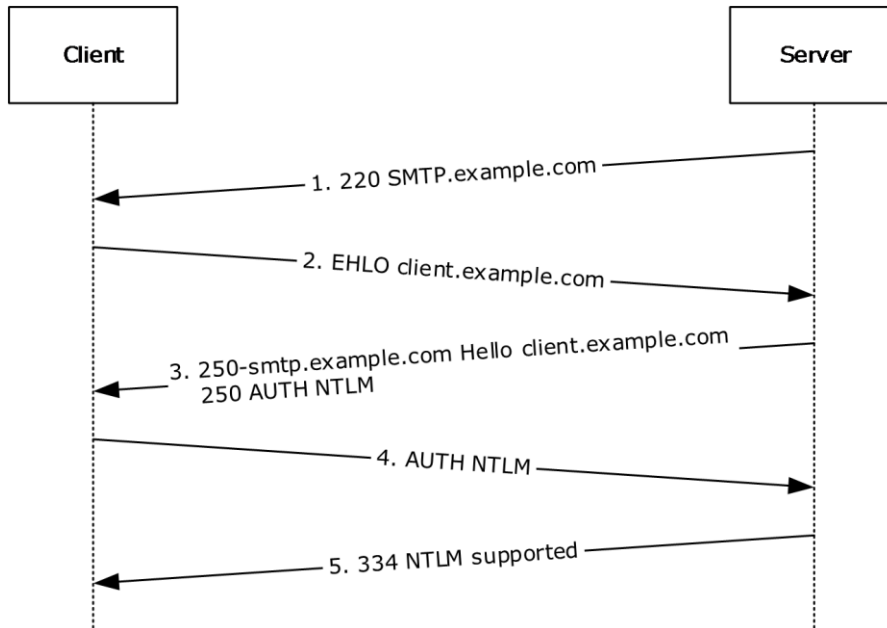 Client
Server
1. 220 SMTP.example.com
2. EHLO client.example.com
3. 250-smtp.example.com Hello client.example.com
250 AUTH NTLM
4. AUTH NTLM
5. 334 NTLM supported